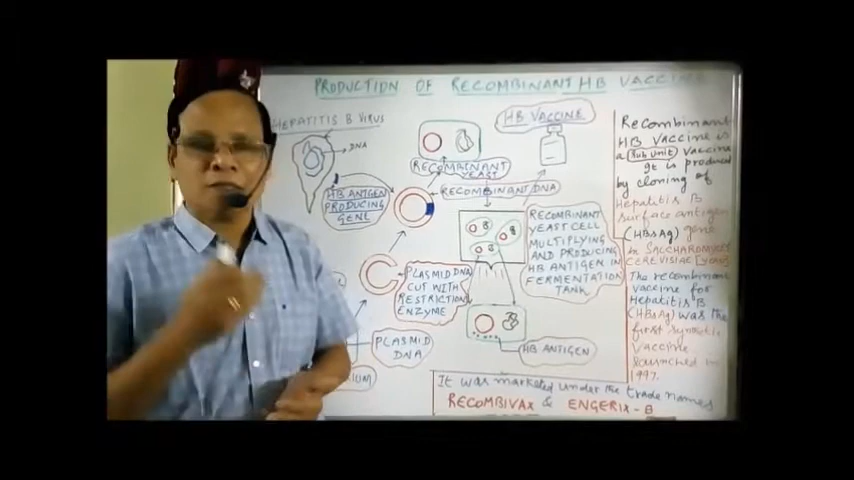 PRODUCTION OF RECOMBINANT HB VACCINE
HEPATITIS B VIRUS
DNA
HB ANTIGEN
PRODUCING
GENE
RECOMBINANT
YEAST
HB VACCINE
RECOMBINANT DNA
PLASMID DNA
CUT WITH
RESTRICTION
ENZYME
PLASMID
DNA
RECOMBINANT
YEAST CELL
MULTIPLYING
AND PRODUCING
HB ANTIGEN IN
FERMENTATION
TANK
HB ANTIGEN
Recombinant
HB Vaccine is
a Sub unit Vaccine
It is produced
by cloning of
Hepatitis B
surface antigen
(HBsAg) gene
in SACCHAROMYCES
CERVISIAE [yeast]
The recombinant
vaccine for
Hepatitis B
(HBsAg) was the
first synthetic
vaccine
launched in
1997.
It was marketed under the trade names
RECOMBIVAX & ENGERIX-B